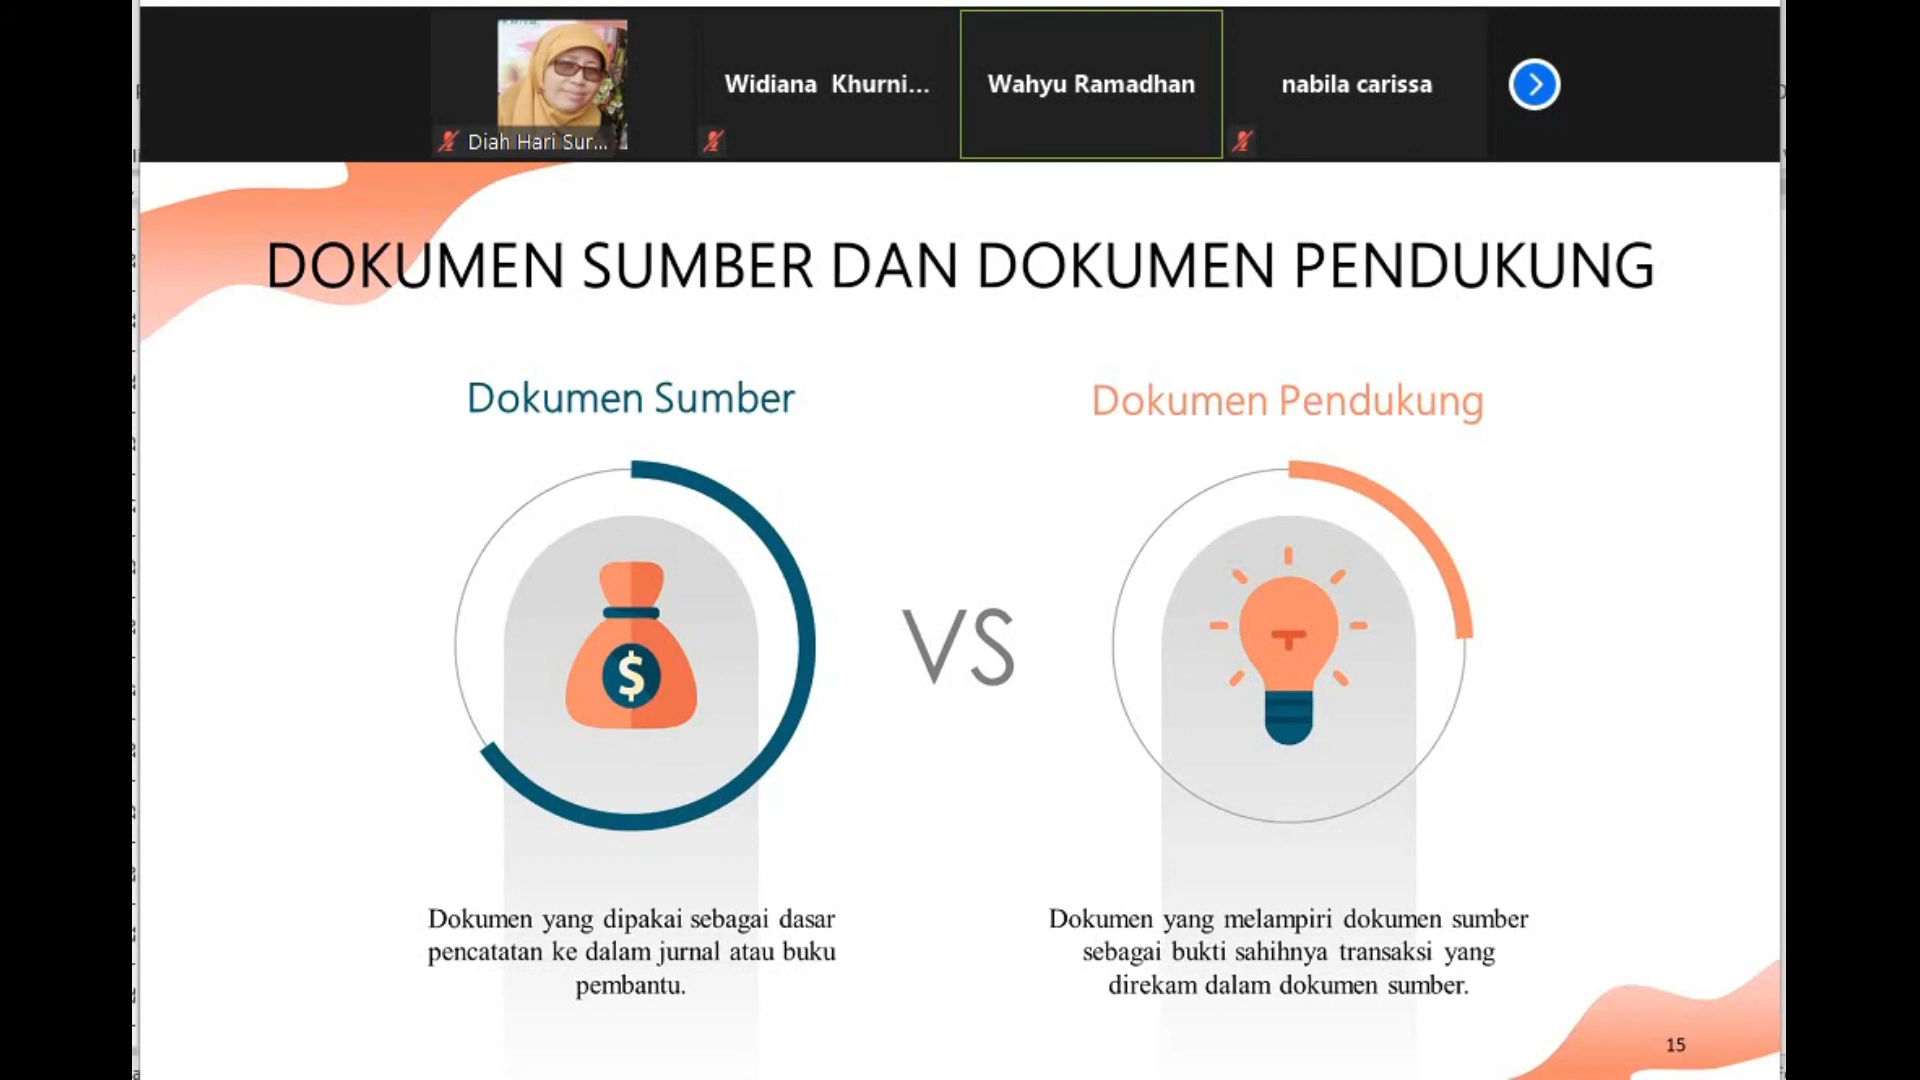 Diah Hari Sur...
Widiana Khurni...
Wahyu Ramadhan
nabila carissa
DOKUMEN SUMBER DAN DOKUMEN PENDUKUNG
Dokumen Sumber
Dokumen Pendukung
$
VS
Dokumen yang dipakai sebagai dasar
pencatatan ke dalam jurnal atau buku
pembantu.
Dokumen yang melampiri dokumen sumber
sebagai bukti sahihnya transaksi yang
direkam dalam dokumen sumber.
15